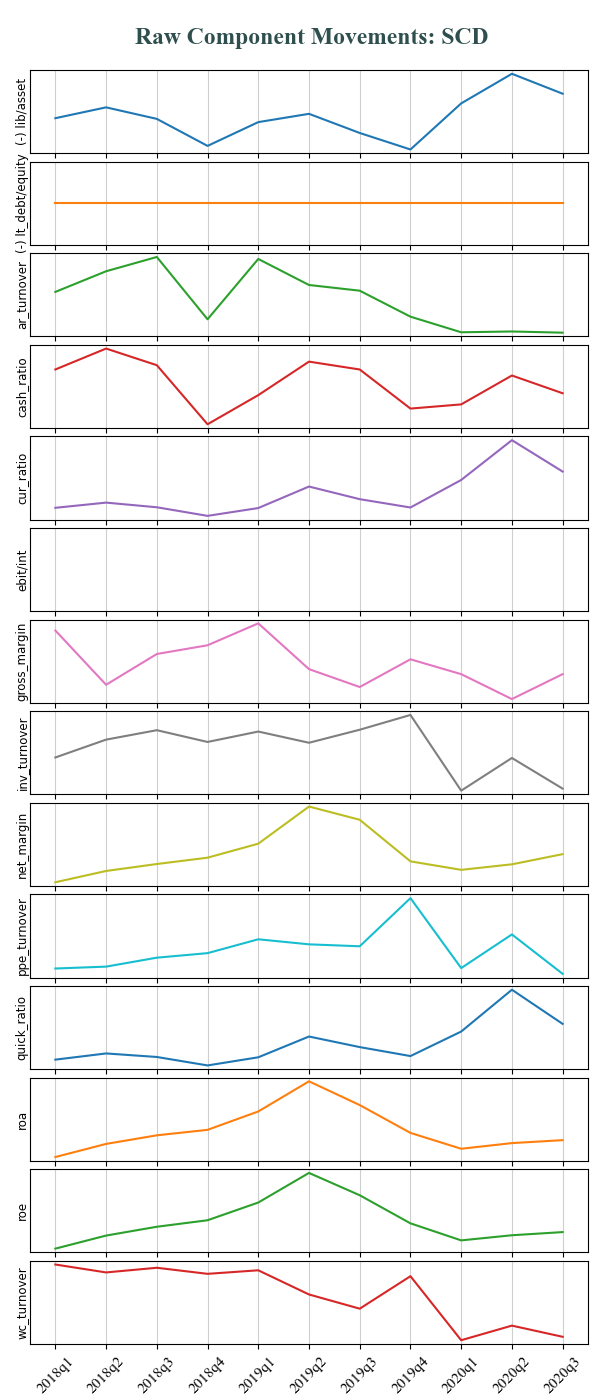 Raw Component Movements: SCD
(-) lib/asset
(-) lt_debt/equity
ar_turnover
cash_ratio
cur_ratio
ebit/int
gross_margin
inv_turnover
net_margin
ppe_turnover
quick_ratio
roa
roe
wc_turnover
2018q1 2018q2 2018q3 2018q4 2019q1 2019q2 2019q3 2019q4 2020q1 2020q2 2020q3